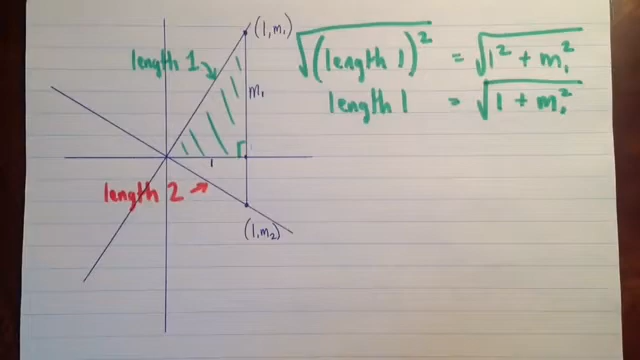 (1, m₁)
length 1
m₁
1
length 2
(1, m₂)
√(length 1)² = √1² + m₁²
length 1 = √1 + m₁²